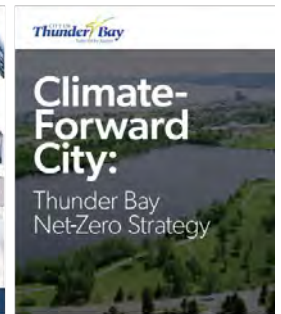 Thunder Bay
Climate-
Forward
City:
Thunder Bay
Net-Zero Strategy